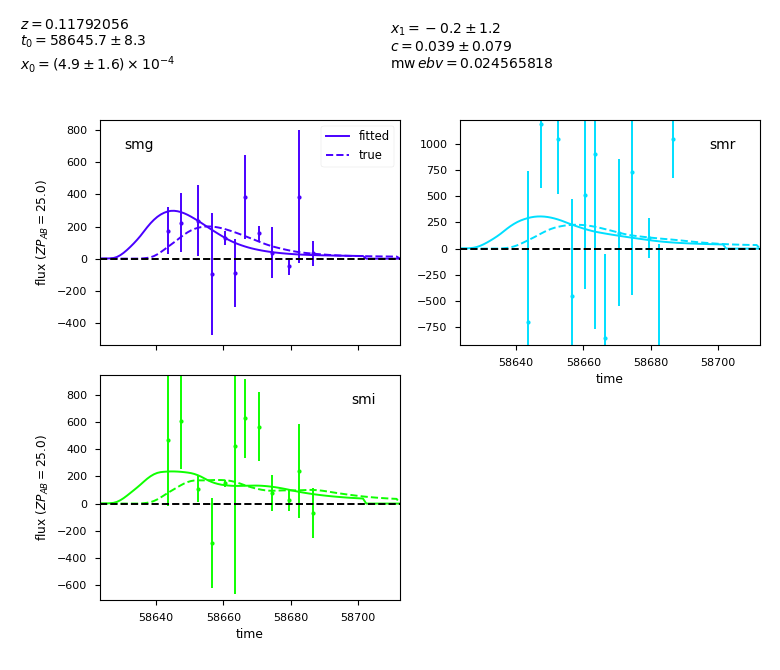 z = 0.11792056
t₀ = 58645.7 ± 8.3
x₀ = (4.9 ± 1.6) × 10⁻⁴
x₁ = −0.2 ± 1.2
c = 0.039 ± 0.079
mw ebv = 0.024565818
smg
fitted
true
800
600
400
200
0
−200
−400
flux (ZP_AB = 25.0)
smr
1000
750
500
250
0
−250
−500
−750
58640 58660 58680 58700
time
smi
800
600
400
200
0
−200
−400
−600
flux (ZP_AB = 25.0)
58640 58660 58680 58700
time